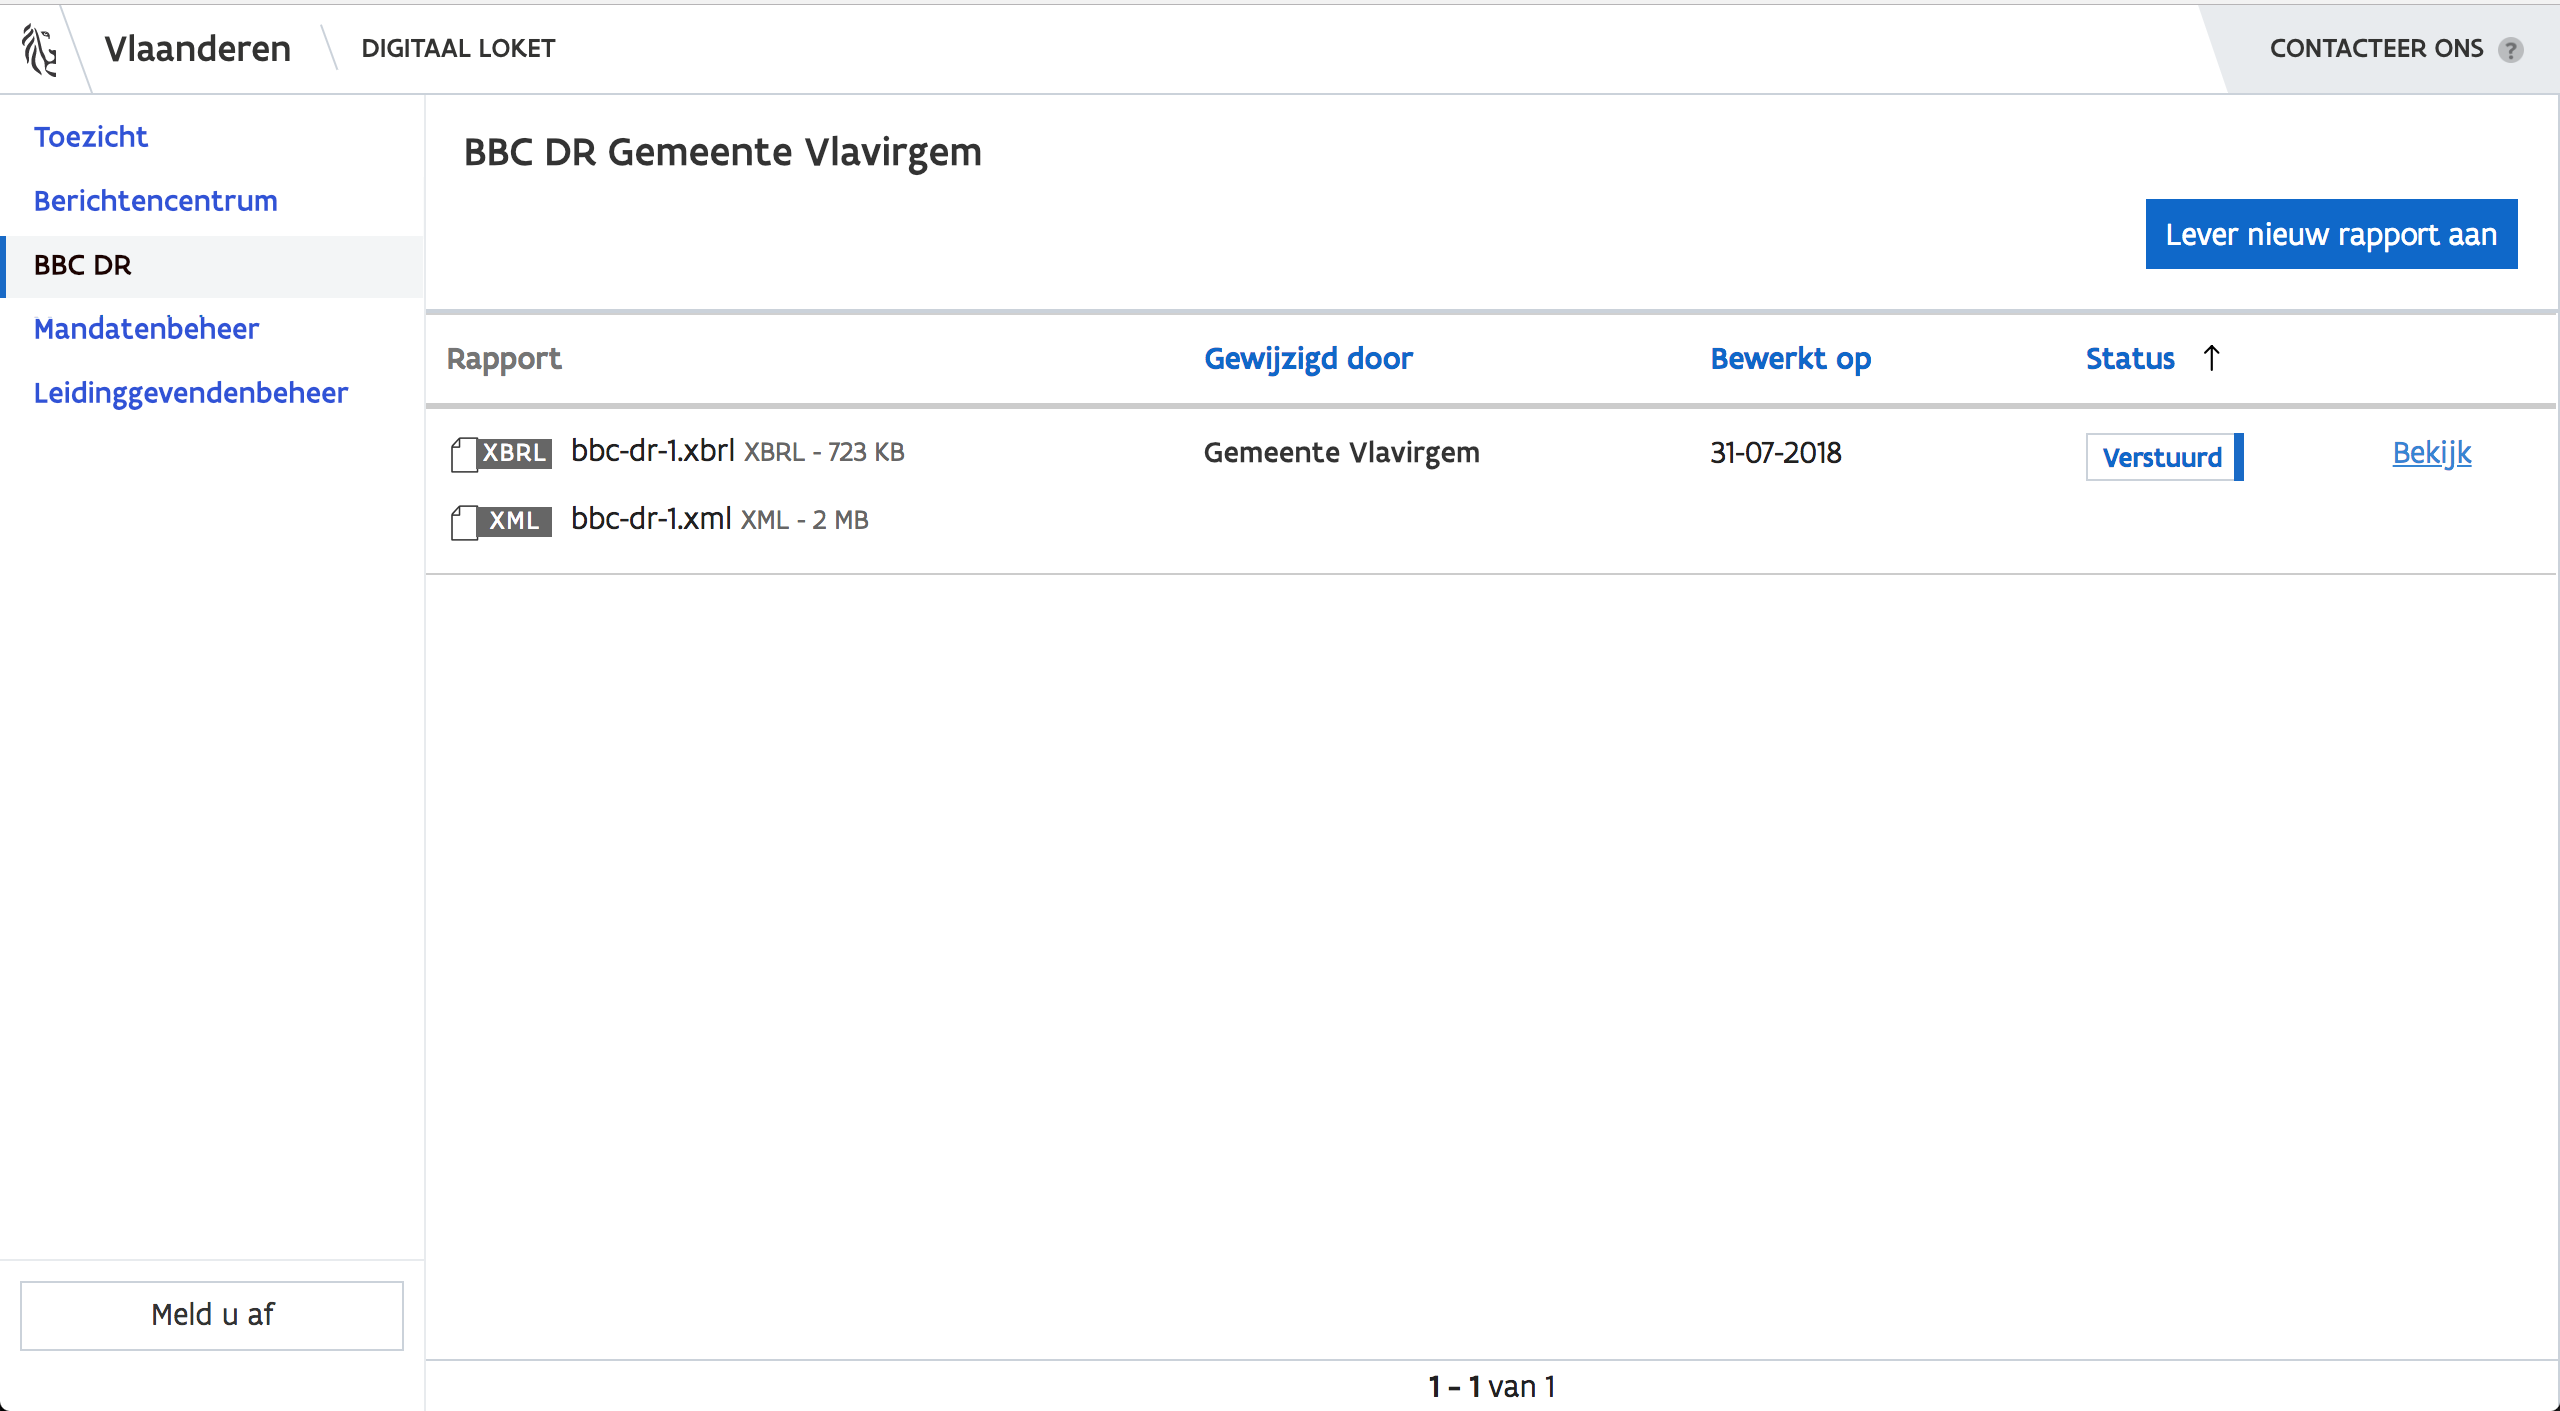 Vlaanderen DIGITAAL LOKET CONTACTEER ONS ?
Toezicht
Berichtencentrum
BBC DR
Mandatenbeheer
Leidinggevendenbeheer
Meld u af
BBC DR Gemeente Vlavirgem
Lever nieuw rapport aan
Rapport Gewijzigd door Bewerkt op Status ↑
XBRL bbc-dr-1.xbrl XBRL - 723 KB Gemeente Vlavirgem 31-07-2018 Verstuurd Bekijk
XML bbc-dr-1.xml XML - 2 MB
1 - 1 van 1